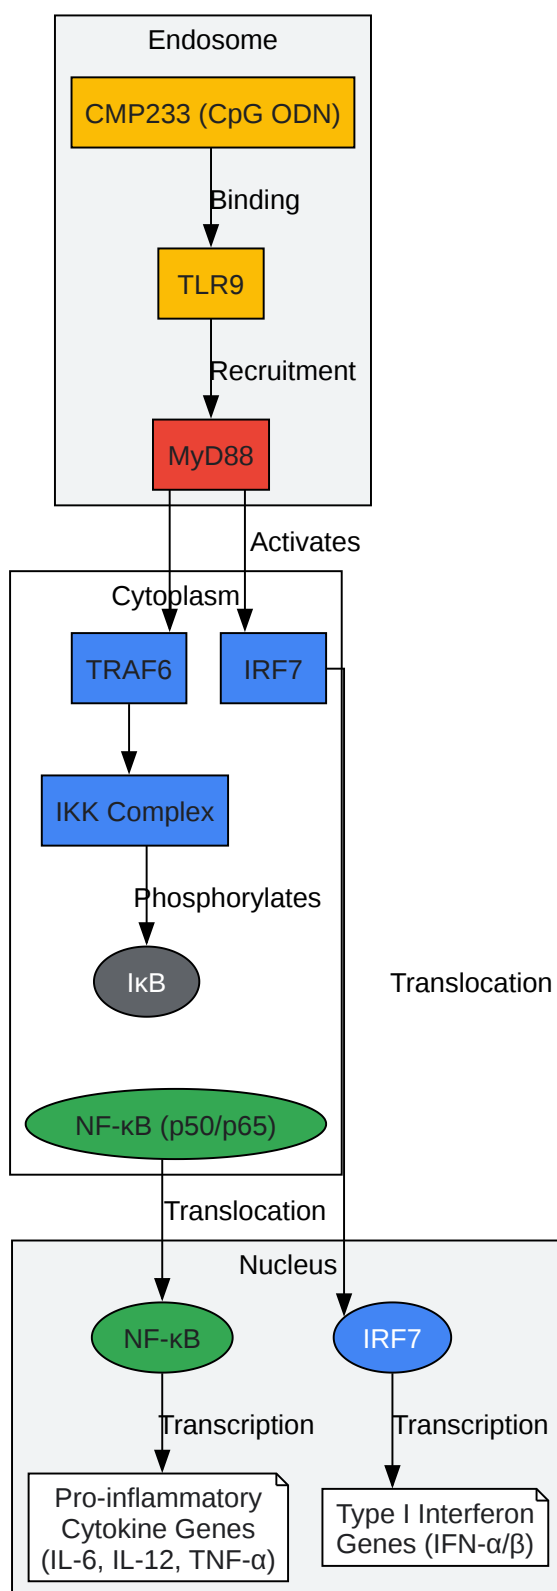 Endosome
CMP233 (CpG ODN)
Binding
TLR9
Recruitment
MyD88
Activates
Cytoplasm
TRAF6
IRF7
IKK Complex
Phosphorylates
IκB
Translocation
NF-κB (p50/p65)
Translocation
Nucleus
NF-κB
IRF7
Transcription
Transcription
Pro-inflammatory
Cytokine Genes
(IL-6, IL-12, TNF-α)
Type I Interferon
Genes (IFN-α/β)